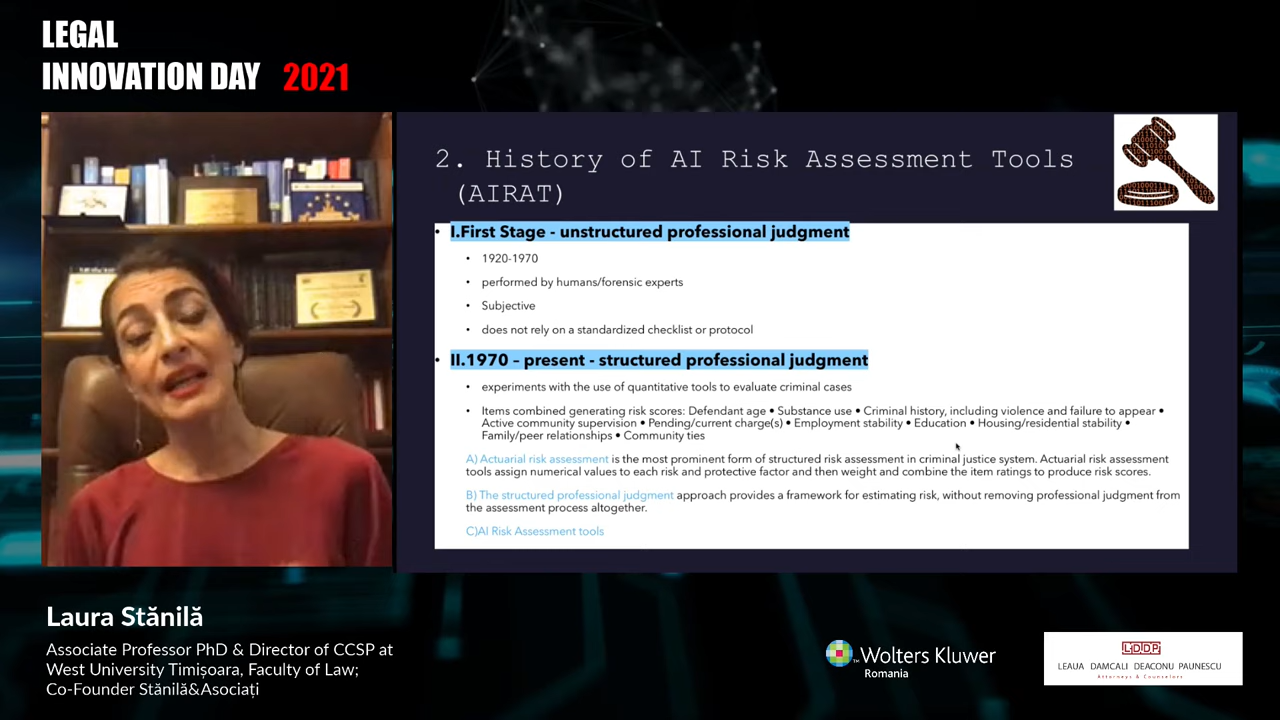 LEGAL
INNOVATION DAY 2021
2. History of AI Risk Assessment Tools
(AIRAT)
• I.First Stage - unstructured professional judgment
• 1920-1970
• performed by humans/forensic experts
• Subjective
• does not rely on a standardized checklist or protocol
• II.1970 – present - structured professional judgment
• experiments with the use of quantitative tools to evaluate criminal cases
• Items combined generating risk scores: Defendant age • Substance use • Criminal history, including violence and failure to appear •
Active community supervision • Pending/current charge(s) • Employment stability • Education • Housing/residential stability •
Family/peer relationships • Community ties
A) Actuarial risk assessment is the most prominent form of structured risk assessment in criminal justice system. Actuarial risk assessment
tools assign numerical values to each risk and protective factor and then weight and combine the item ratings to produce risk scores.
B) The structured professional judgment approach provides a framework for estimating risk, without removing professional judgment from
the assessment process altogether.
C)AI Risk Assessment tools
Laura Stănilă
Associate Professor PhD & Director of CCSP at
West University Timișoara, Faculty of Law;
Co-Founder Stănilă&Asociați
Wolters Kluwer
Romania
LDDP
LEAUA DAMCALI DEACONU PAUNESCU
Attorneys & Counselors